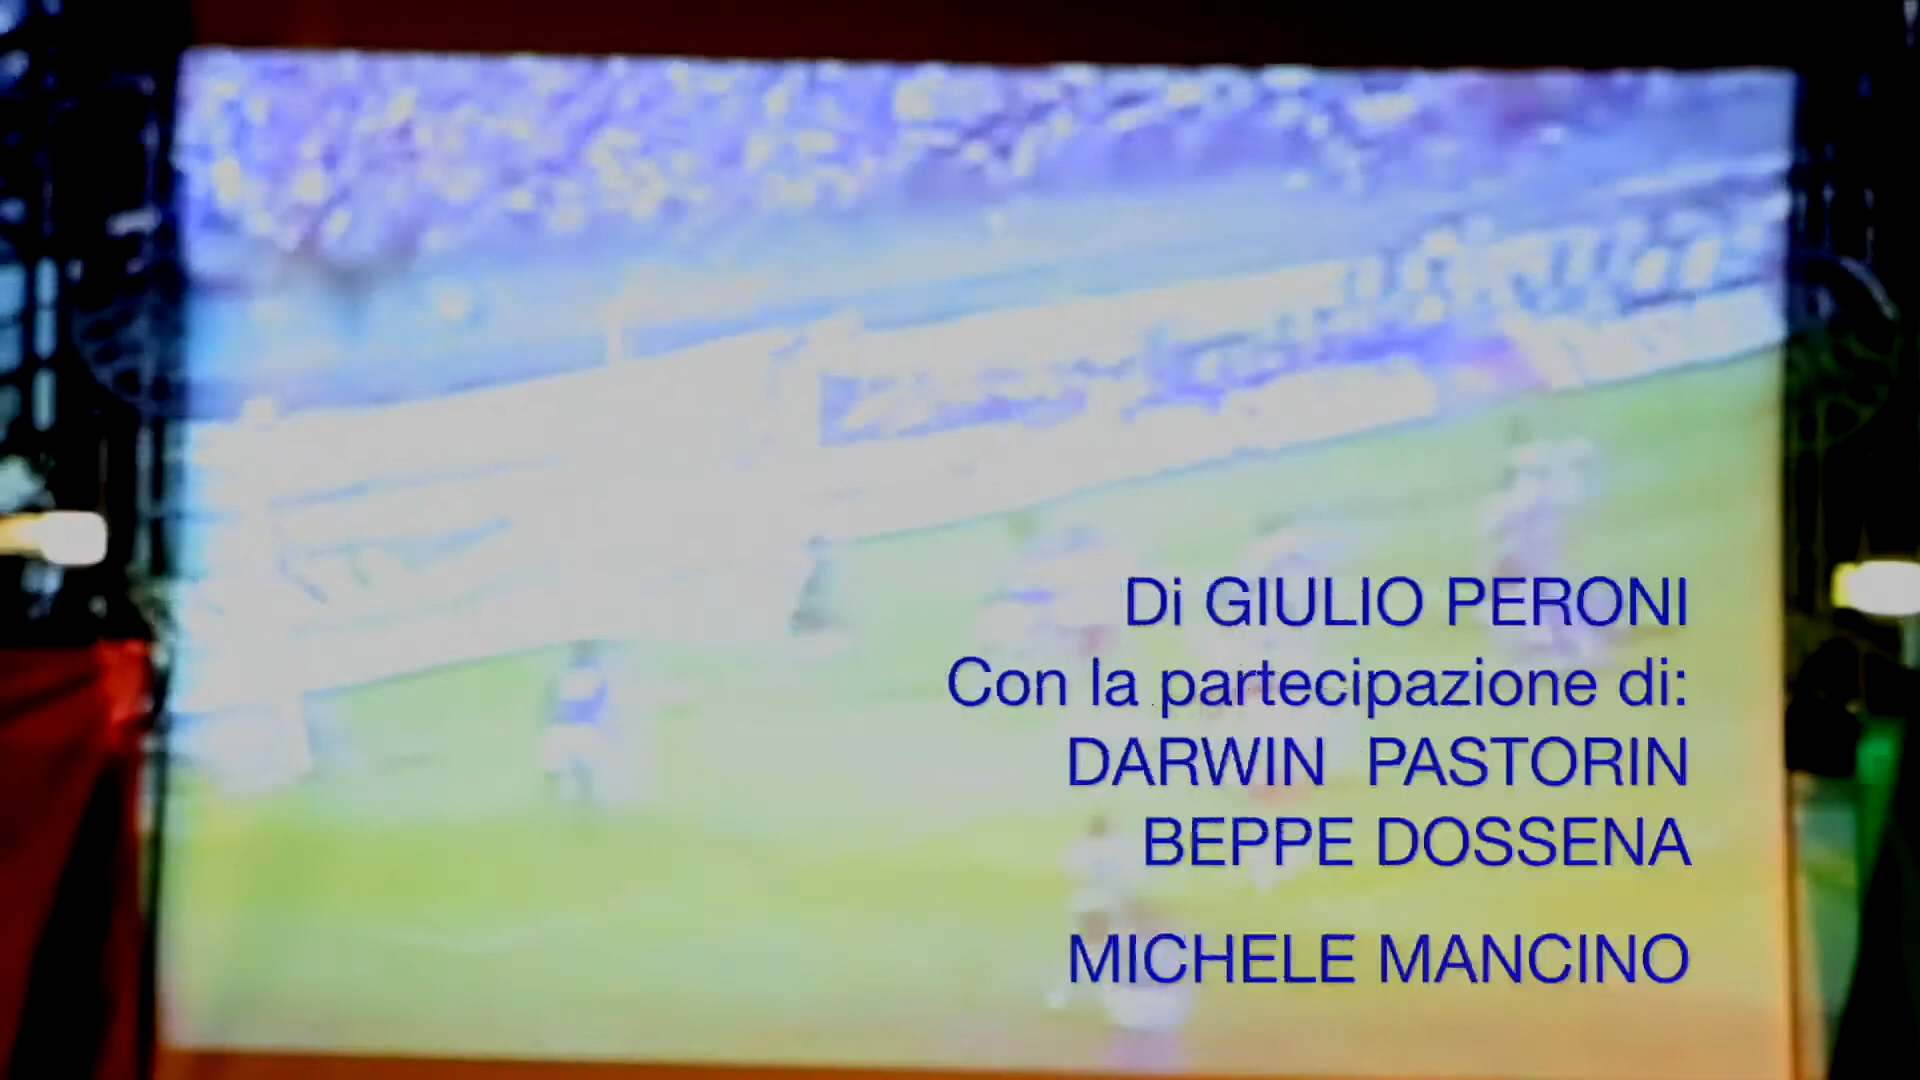 Di GIULIO PERONI
Con la partecipazione di:
DARWIN PASTORIN
BEPPE DOSSENA
MICHELE MANCINO